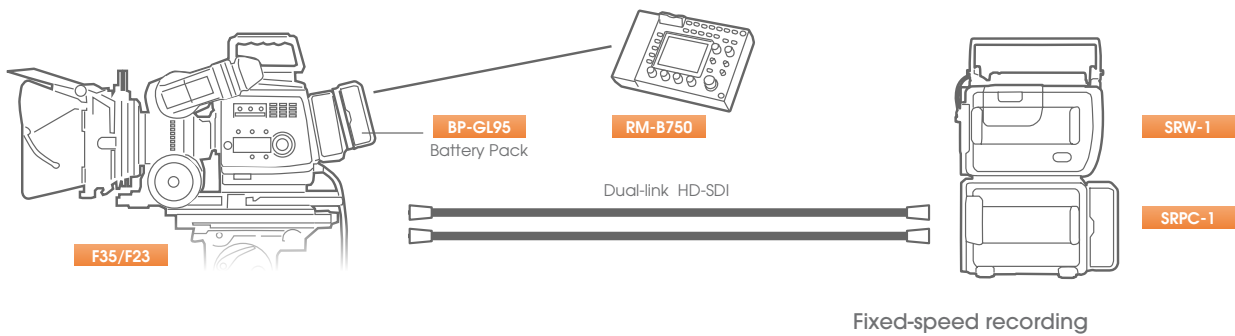 BP-GL95
Battery Pack
RM-B750
SRW-1
Dual-link HD-SDI
SRPC-1
F35/F23
Fixed-speed recording